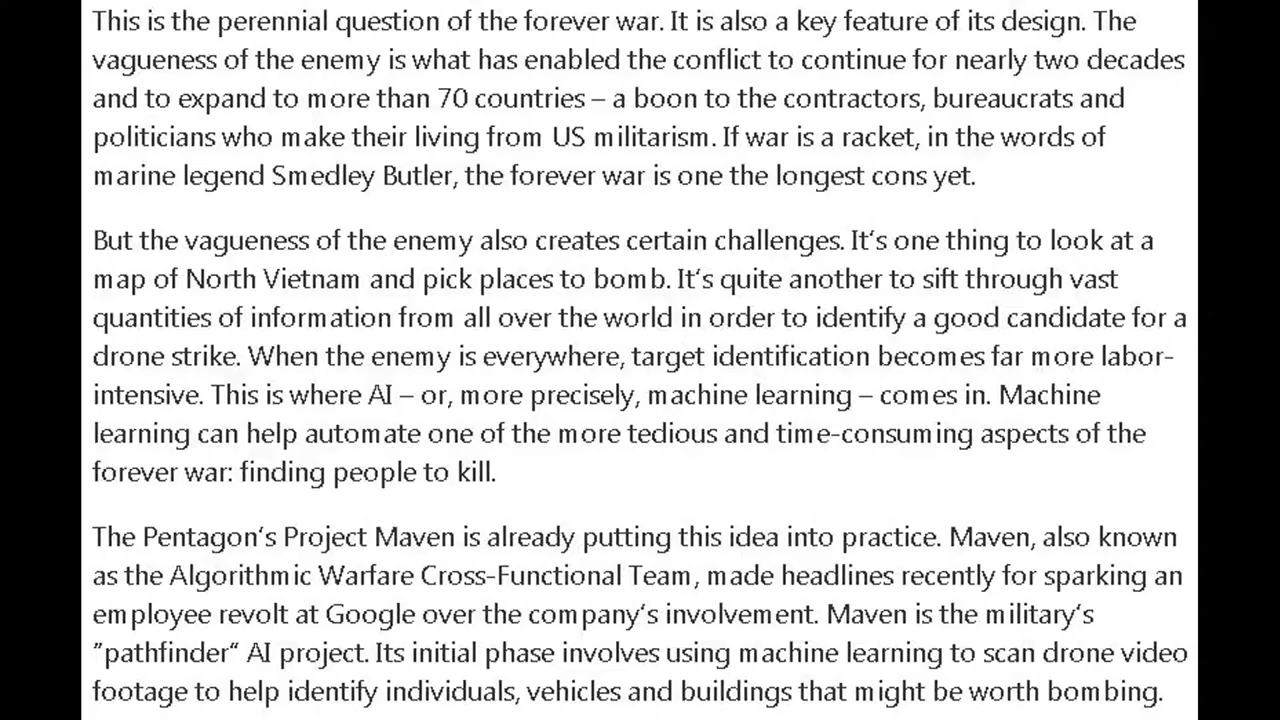 This is the perennial question of the forever war. It is also a key feature of its design. The
vagueness of the enemy is what has enabled the conflict to continue for nearly two decades
and to expand to more than 70 countries – a boon to the contractors, bureaucrats and
politicians who make their living from US militarism. If war is a racket, in the words of
marine legend Smedley Butler, the forever war is one the longest cons yet.
But the vagueness of the enemy also creates certain challenges. It's one thing to look at a
map of North Vietnam and pick places to bomb. It's quite another to sift through vast
quantities of information from all over the world in order to identify a good candidate for a
drone strike. When the enemy is everywhere, target identification becomes far more labor-
intensive. This is where AI – or, more precisely, machine learning – comes in. Machine
learning can help automate one of the more tedious and time-consuming aspects of the
forever war: finding people to kill.
The Pentagon's Project Maven is already putting this idea into practice. Maven, also known
as the Algorithmic Warfare Cross-Functional Team, made headlines recently for sparking an
employee revolt at Google over the company's involvement. Maven is the military's
"pathfinder" AI project. Its initial phase involves using machine learning to scan drone video
footage to help identify individuals, vehicles and buildings that might be worth bombing.